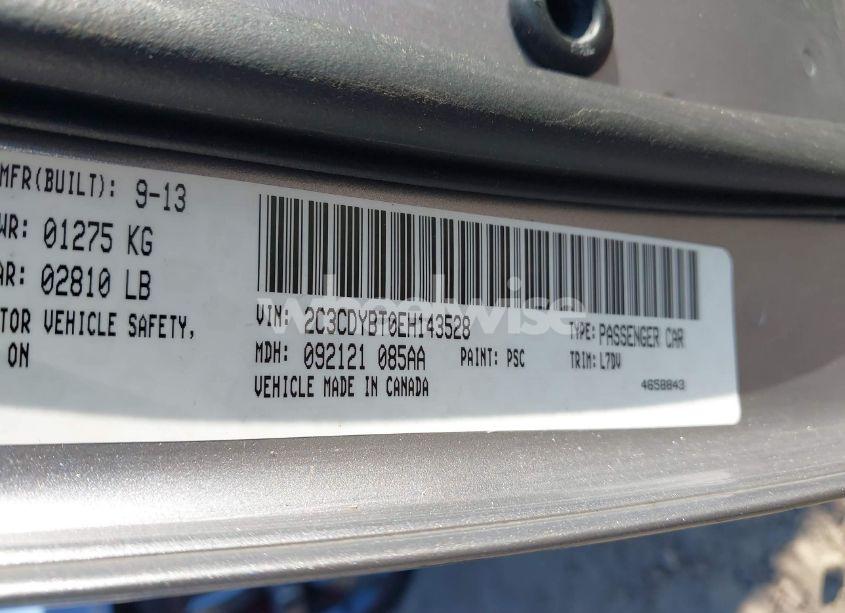 MFR(BUILT): 9-13
WR: 01275 KG
AR: 02810 LB
TOR VEHICLE SAFETY,
ON
VIN: 2C3CDYBT0EH143528
TYPE: PASSENGER CAR
MDH: 092121 085AA
PAINT: PSC
TRIM: L7DV
VEHICLE MADE IN CANADA
4658843
wheelwise